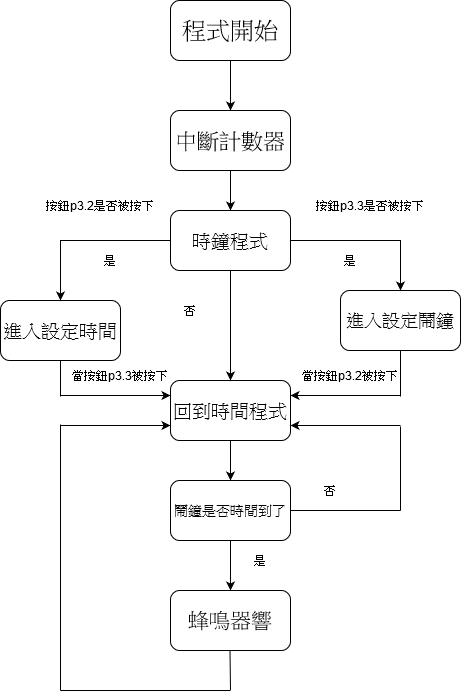 程式開始
中斷計數器
按鈕p3.2是否被按下
按鈕p3.3是否被按下
時鐘程式
是
是
否
進入設定時間
進入設定鬧鐘
當按鈕p3.3被按下
當按鈕p3.2被按下
回到時間程式
否
鬧鐘是否時間到了
是
蜂鳴器響